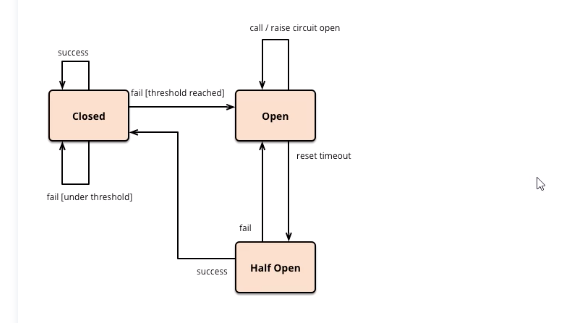 call / raise circuit open
success
fail [threshold reached]
Closed
Open
reset timeout
fail [under threshold]
fail
Half Open
success